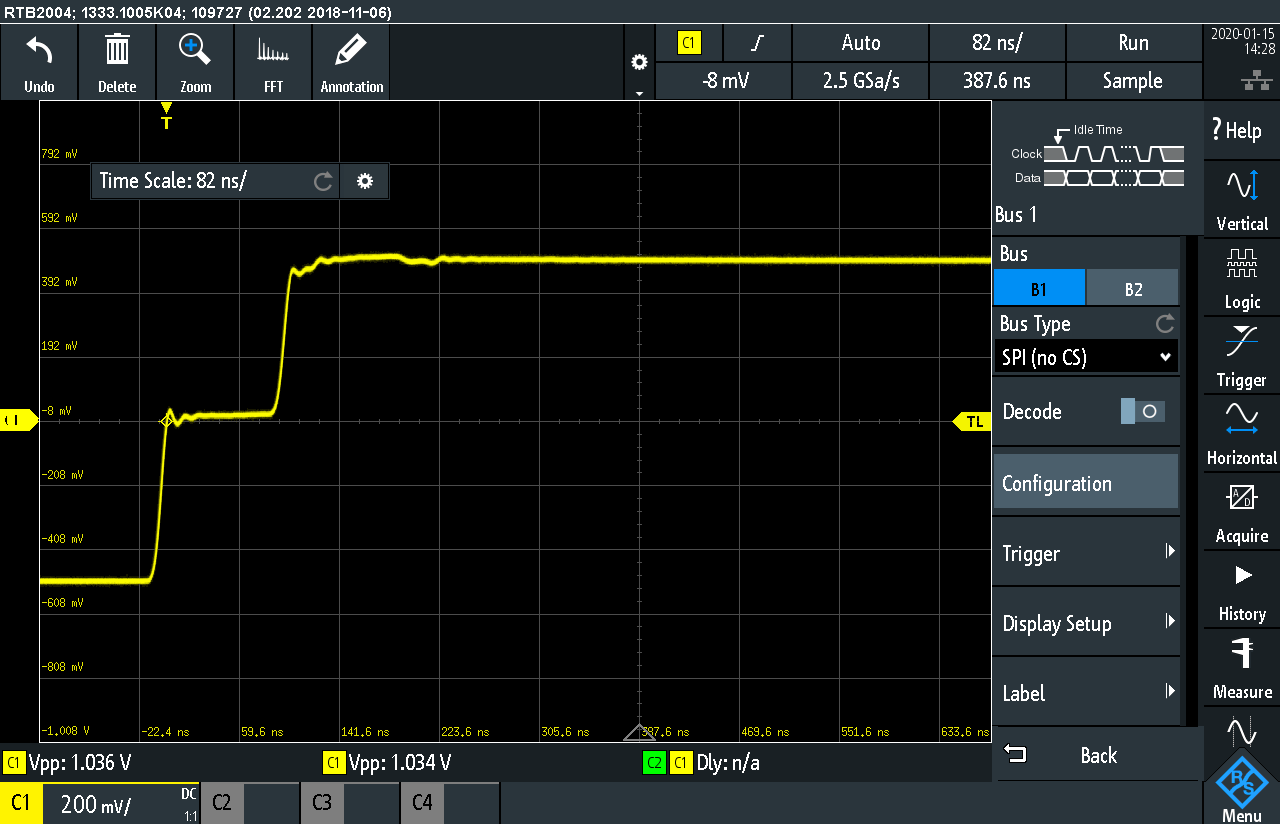 RTB2004; 1333.1005K04; 109727 (02.202 2018-11-06)
Undo
Delete
Zoom
FFT
Annotation
C1
Auto
82 ns/
Run
-8 mV
2.5 GSa/s
387.6 ns
Sample
2020-01-15
14:28
T
792 mV
592 mV
392 mV
192 mV
-8 mV
-208 mV
-408 mV
-608 mV
-808 mV
-1.008 V
Time Scale: 82 ns/
TL
-22.4 ns
59.6 ns
141.6 ns
223.6 ns
305.6 ns
387.6 ns
469.6 ns
551.6 ns
633.6 ns
Idle Time
Clock
Data
Bus 1
Bus
B1
B2
Bus Type
SPI (no CS)
Decode
Configuration
Trigger
Display Setup
Label
Back
? Help
Vertical
Logic
Trigger
Horizontal
A
D
Acquire
History
Measure
R S
Menu
C1 Vpp: 1.036 V
C1 Vpp: 1.034 V
C2 C1 Dly: n/a
C1
200 mV/
DC
1:1
C2
C3
C4